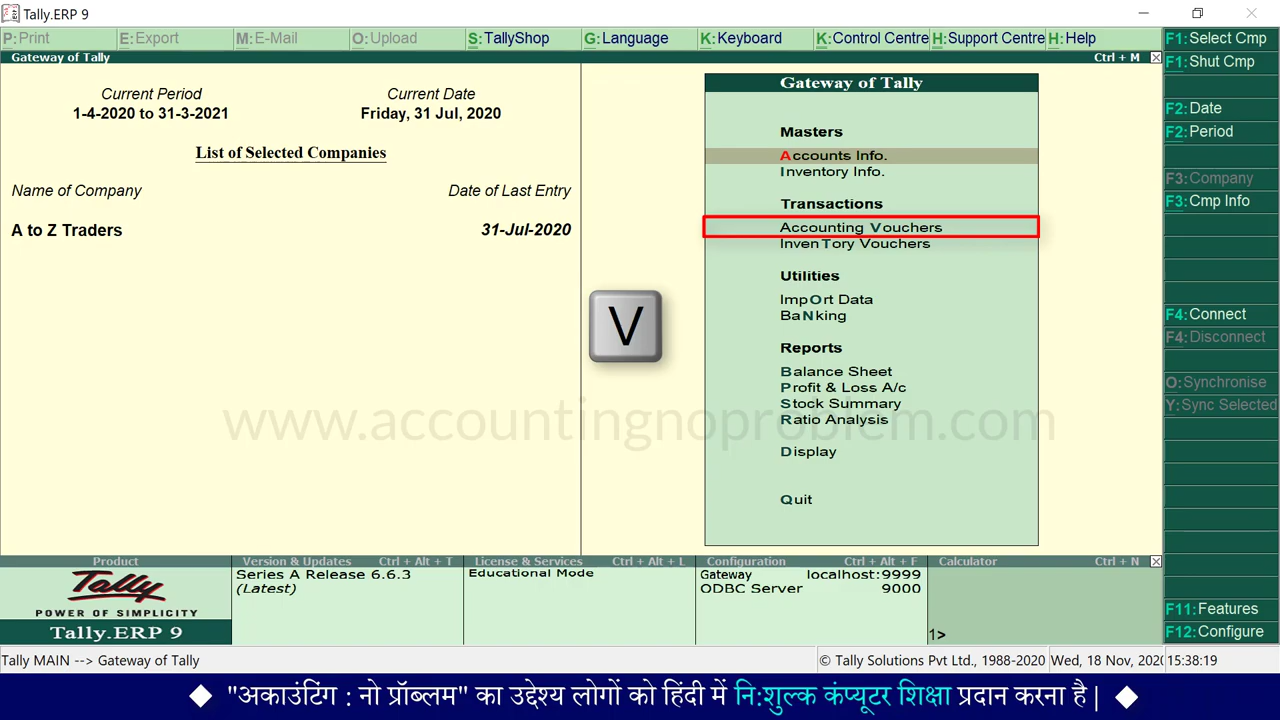 Tally.ERP 9
P: Print E: Export M: E-Mail O: Upload S: TallyShop G: Language K: Keyboard K: Control Centre H: Support Centre H: Help
Gateway of Tally Ctrl + M
Current Period Current Date
1-4-2020 to 31-3-2021 Friday, 31 Jul, 2020
List of Selected Companies
Name of Company Date of Last Entry
A to Z Traders 31-Jul-2020
Gateway of Tally
Masters
Accounts Info.
Inventory Info.
Transactions
Accounting Vouchers
InvenTory Vouchers
Utilities
ImpOrt Data
BaNking
Reports
Balance Sheet
Profit & Loss A/c
Stock Summary
Ratio Analysis
Display
Quit
V
www.accountingnoproblem.com
F1: Select Cmp
F1: Shut Cmp
F2: Date
F2: Period
F3: Company
F3: Cmp Info
F4: Connect
F4: Disconnect
O: Synchronise
Y: Sync Selected
F11: Features
F12: Configure
Product
Tally
POWER OF SIMPLICITY
Tally.ERP 9
Version & Updates Ctrl + Alt + T
Series A Release 6.6.3
(Latest)
License & Services Ctrl + Alt + L
Educational Mode
Configuration Ctrl + Alt + F
Gateway localhost:9999
ODBC Server 9000
Calculator Ctrl + N
1>
Tally MAIN --> Gateway of Tally © Tally Solutions Pvt Ltd., 1988-2020 Wed, 18 Nov, 2020 15:38:19
"अकाउंटिंग : नो प्रॉब्लम" का उद्देश्य लोगों को हिंदी में नि:शुल्क कंप्यूटर शिक्षा प्रदान करना है |